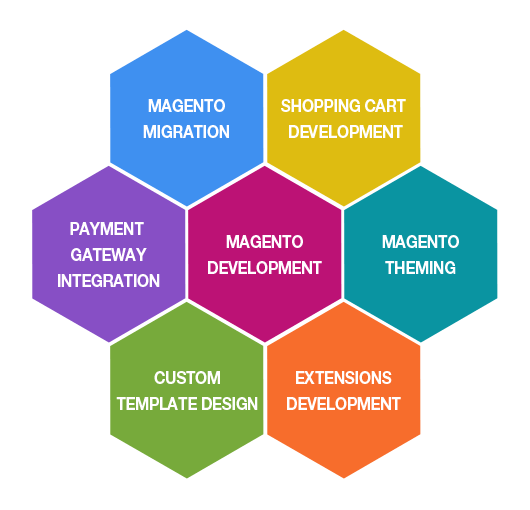 MAGENTO
MIGRATION
SHOPPING CART
DEVELOPMENT
PAYMENT
GATEWAY
INTEGRATION
MAGENTO
DEVELOPMENT
MAGENTO
THEMING
CUSTOM
TEMPLATE DESIGN
EXTENSIONS
DEVELOPMENT